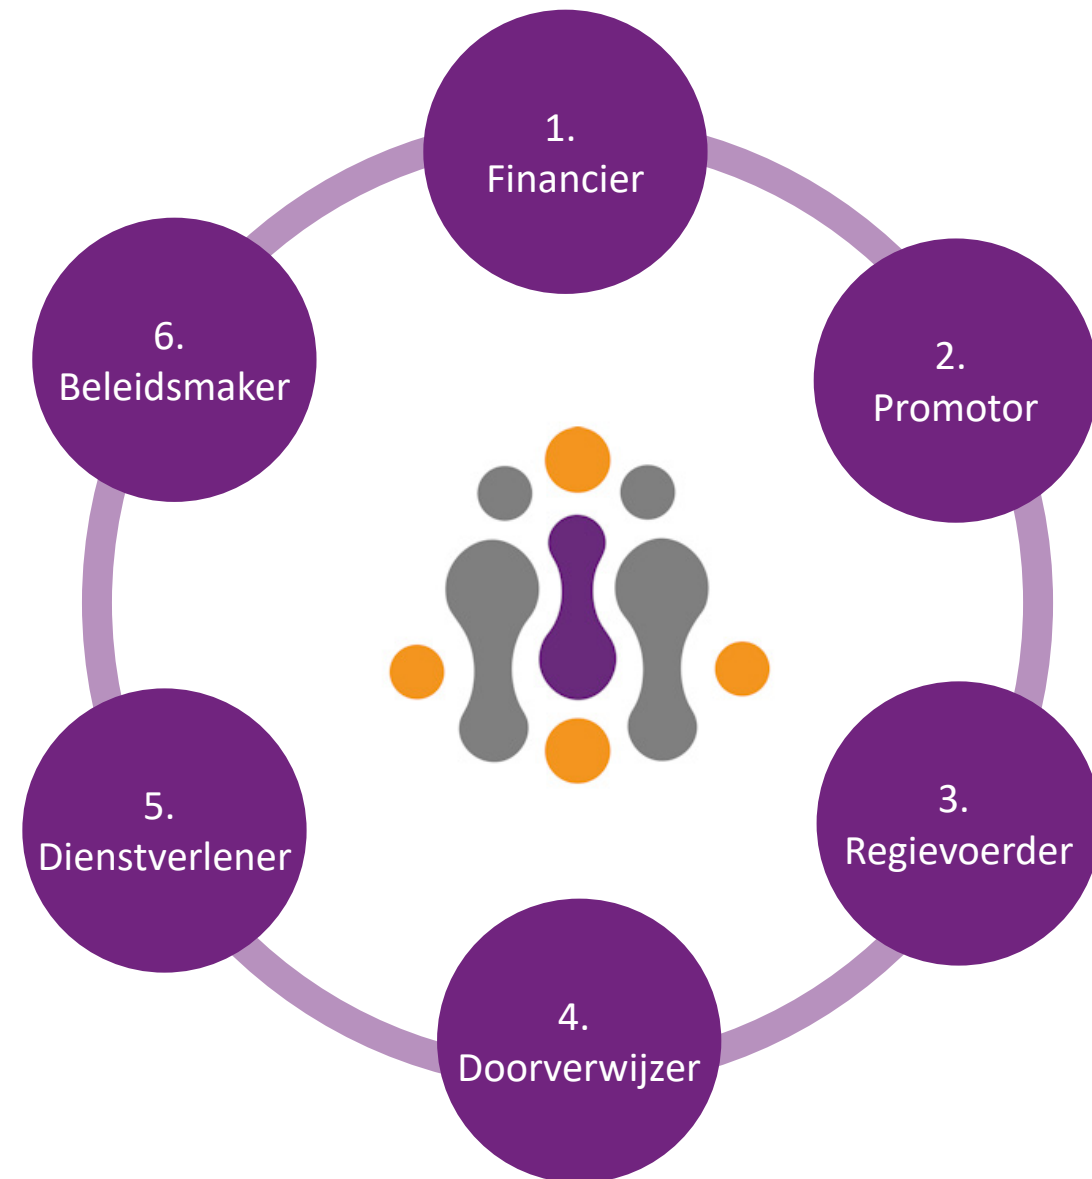 1.
Financier
2.
Promotor
3.
Regievoerder
4.
Doorverwijzer
5.
Dienstverlener
6.
Beleidsmaker